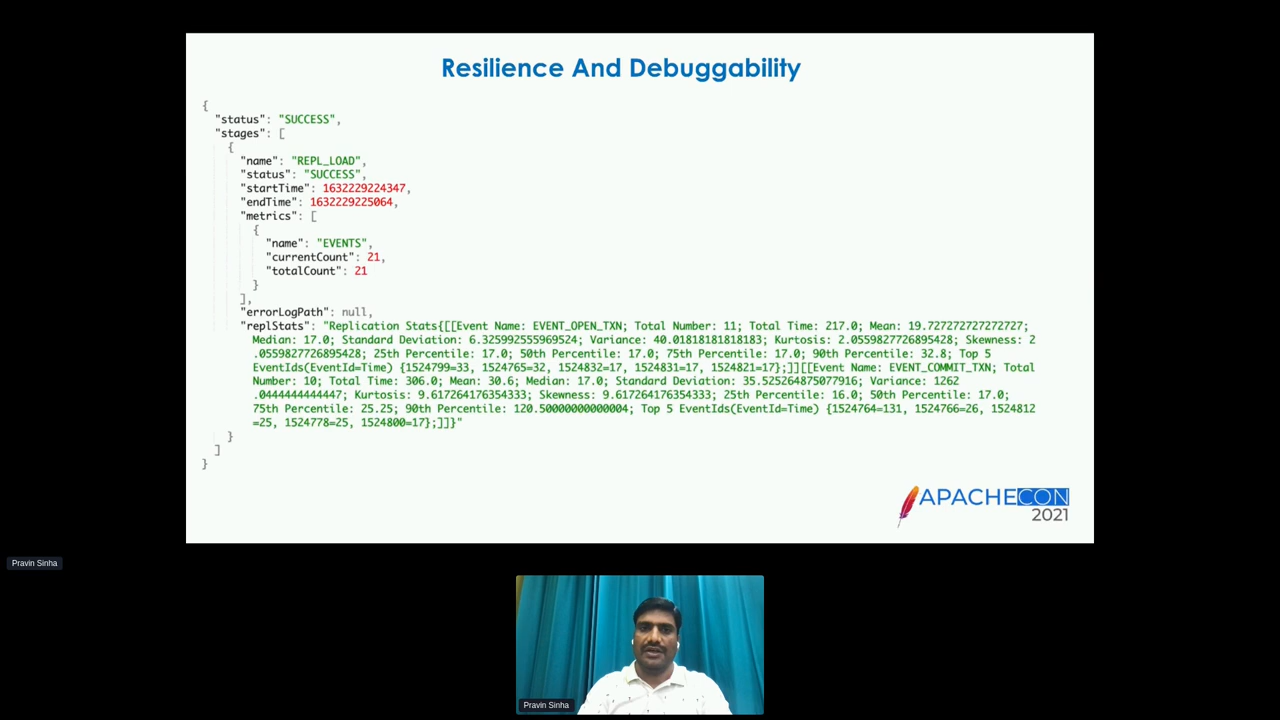 Resilience And Debuggability
{
"status": "SUCCESS",
"stages": [
{
"name": "REPL_LOAD",
"status": "SUCCESS",
"startTime": 1632229224347,
"endTime": 1632229225064,
"metrics": [
{
"name": "EVENTS",
"currentCount": 21,
"totalCount": 21
}
],
"errorLogPath": null,
"replStats": "Replication Stats{[[Event Name: EVENT_OPEN_TXN; Total Number: 11; Total Time: 217.0; Mean: 19.727272727272727;
Median: 17.0; Standard Deviation: 6.325992555969524; Variance: 40.01818181818183; Kurtosis: 2.0559827726895428; Skewness: 2
.0559827726895428; 25th Percentile: 17.0; 50th Percentile: 17.0; 75th Percentile: 17.0; 90th Percentile: 32.8; Top 5
EventIds(EventId=Time) {1524799=33, 1524765=32, 1524832=17, 1524831=17, 1524821=17};]][[Event Name: EVENT_COMMIT_TXN; Total
Number: 10; Total Time: 306.0; Mean: 30.6; Median: 17.0; Standard Deviation: 35.525264875077916; Variance: 1262
.0444444444447; Kurtosis: 9.617264176354333; Skewness: 9.617264176354333; 25th Percentile: 16.0; 50th Percentile: 17.0;
75th Percentile: 25.25; 90th Percentile: 120.50000000000004; Top 5 EventIds(EventId=Time) {1524764=131, 1524766=26, 1524812
=25, 1524778=25, 1524800=17};]]}"
}
]
}
APACHECON
2021
Pravin Sinha
Pravin Sinha